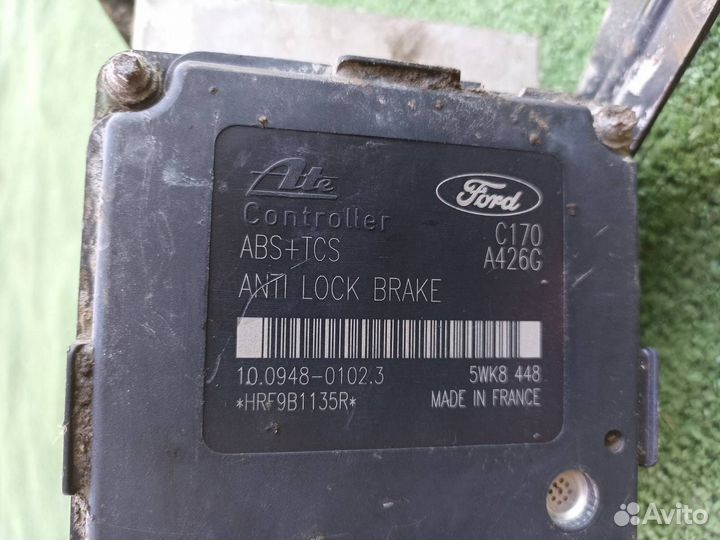 Ate
Ford
Controller
C170
ABS+TCS
A426G
ANTI LOCK BRAKE
10.0948-0102.3
5WK8 448
*HRF9B1135R*
MADE IN FRANCE
Avito